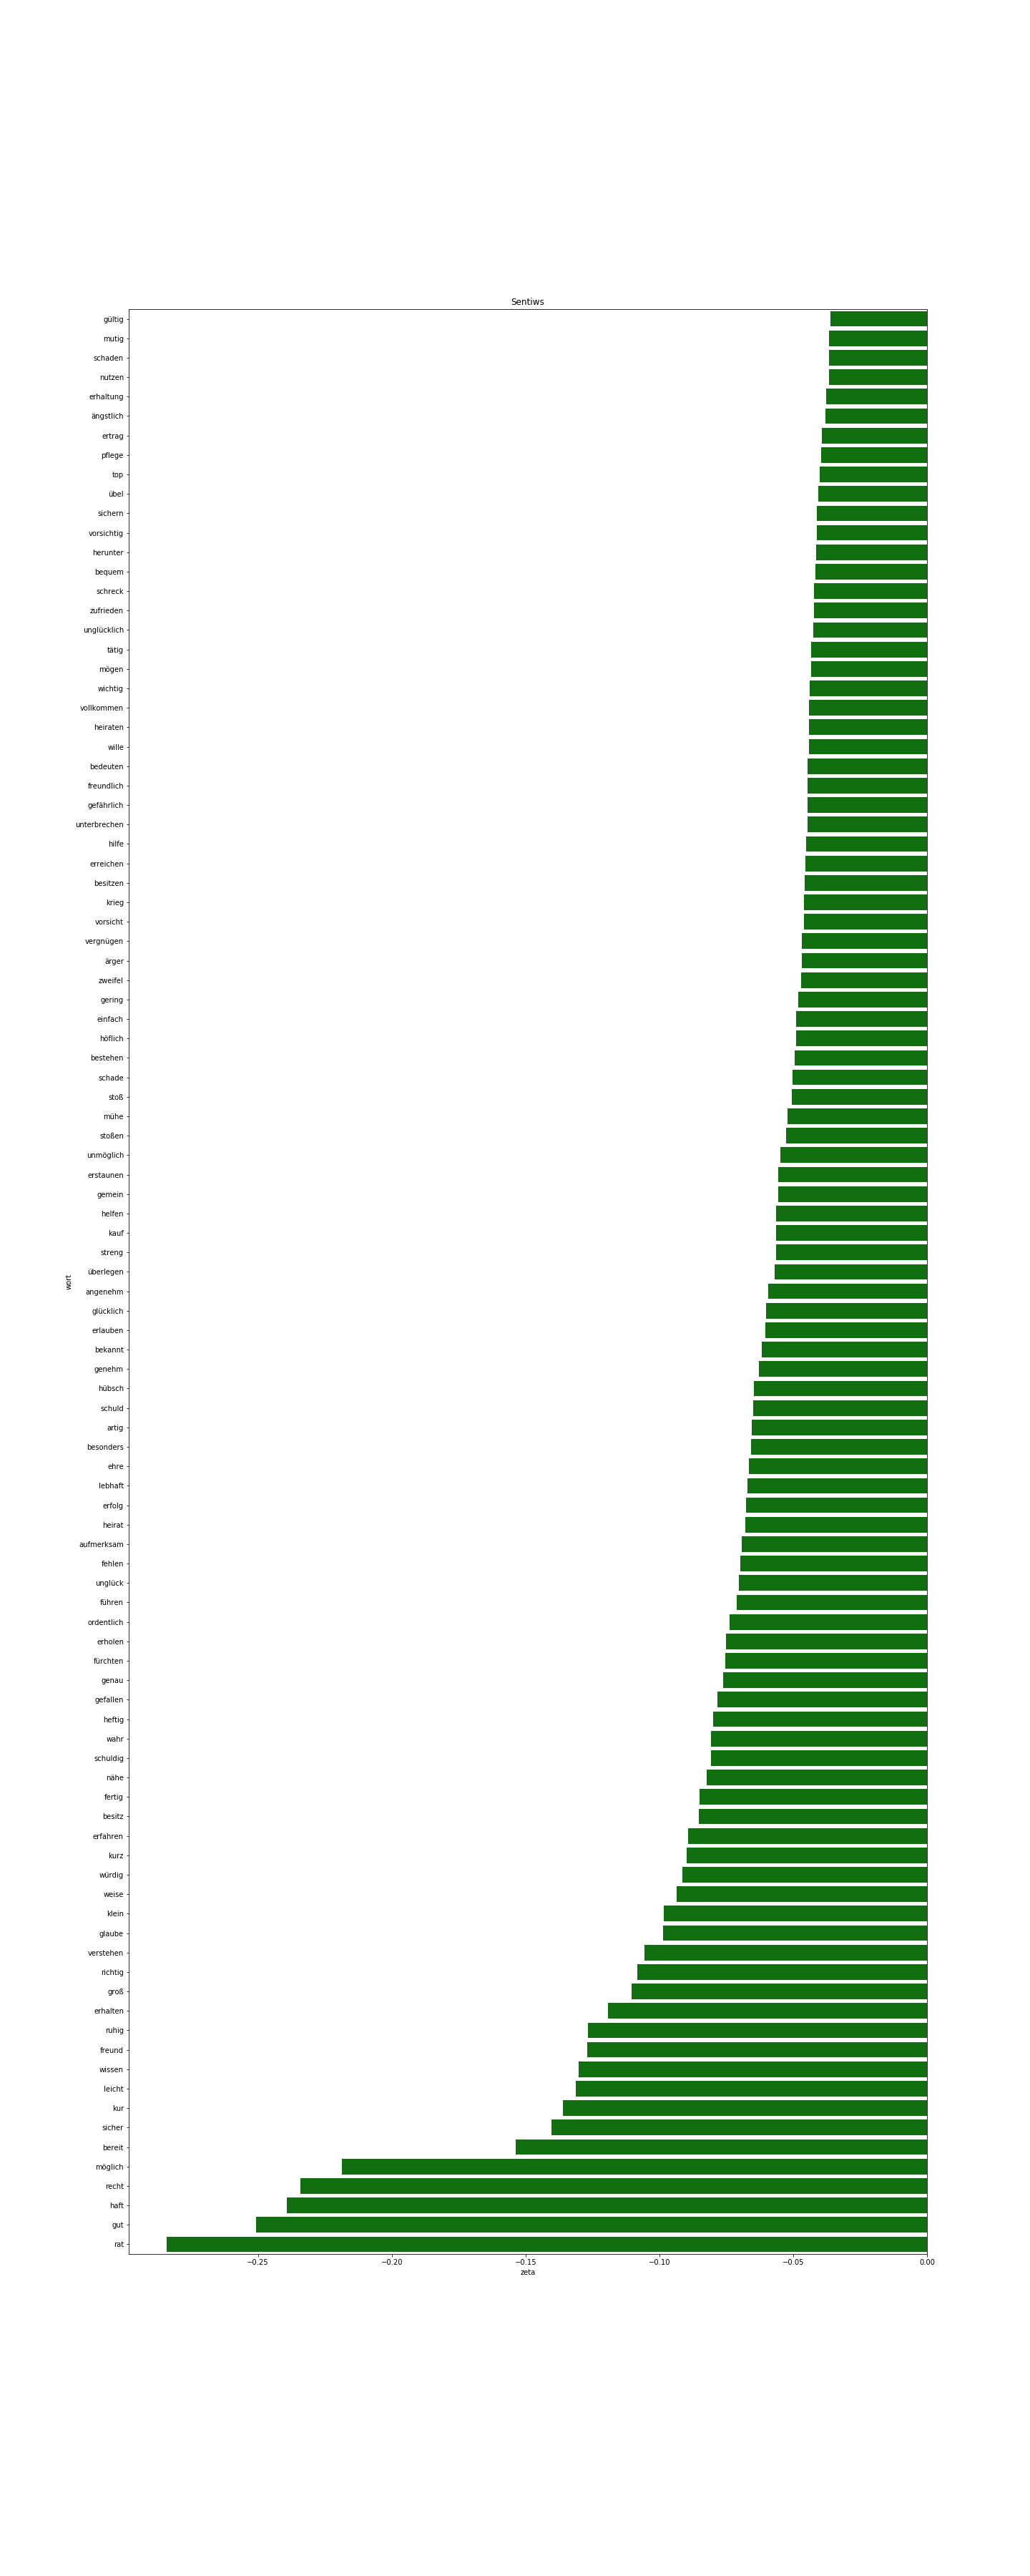 Sentiws
gültig
mutig
schaden
nutzen
erhaltung
ängstlich
ertrag
pflege
top
übel
sichern
vorsichtig
herunter
bequem
schreck
zufrieden
unglücklich
tätig
mögen
wichtig
vollkommen
heiraten
wille
bedeuten
freundlich
gefährlich
unterbrechen
hilfe
erreichen
besitzen
krieg
vorsicht
vergnügen
ärger
zweifel
gering
einfach
höflich
bestehen
schade
stoß
mühe
stoßen
unmöglich
erstaunen
gemein
helfen
kauf
streng
überlegen
wort
angenehm
glücklich
erlauben
bekannt
genehm
hübsch
schuld
artig
besonders
ehre
lebhaft
erfolg
heirat
aufmerksam
fehlen
unglück
führen
ordentlich
erholen
fürchten
genau
gefallen
heftig
wahr
schuldig
nähe
fertig
besitz
erfahren
kurz
würdig
weise
klein
glaube
verstehen
richtig
groß
erhalten
ruhig
freund
wissen
leicht
kur
sicher
bereit
möglich
recht
haft
gut
rat
−0.25 −0.20 −0.15 −0.10 −0.05 0.00
zeta